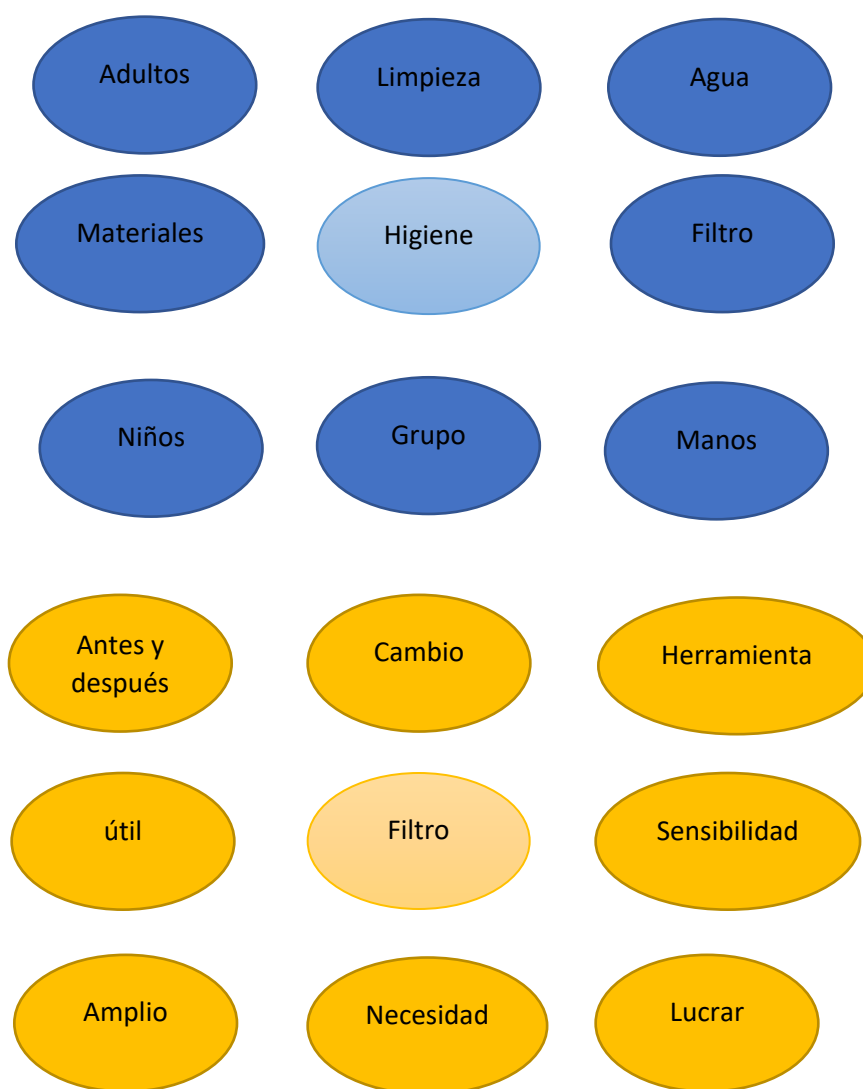 Adultos
Limpieza
Agua
Materiales
Higiene
Filtro
Niños
Grupo
Manos
Antes y
después
Cambio
Herramienta
útil
Filtro
Sensibilidad
Amplio
Necesidad
Lucrar